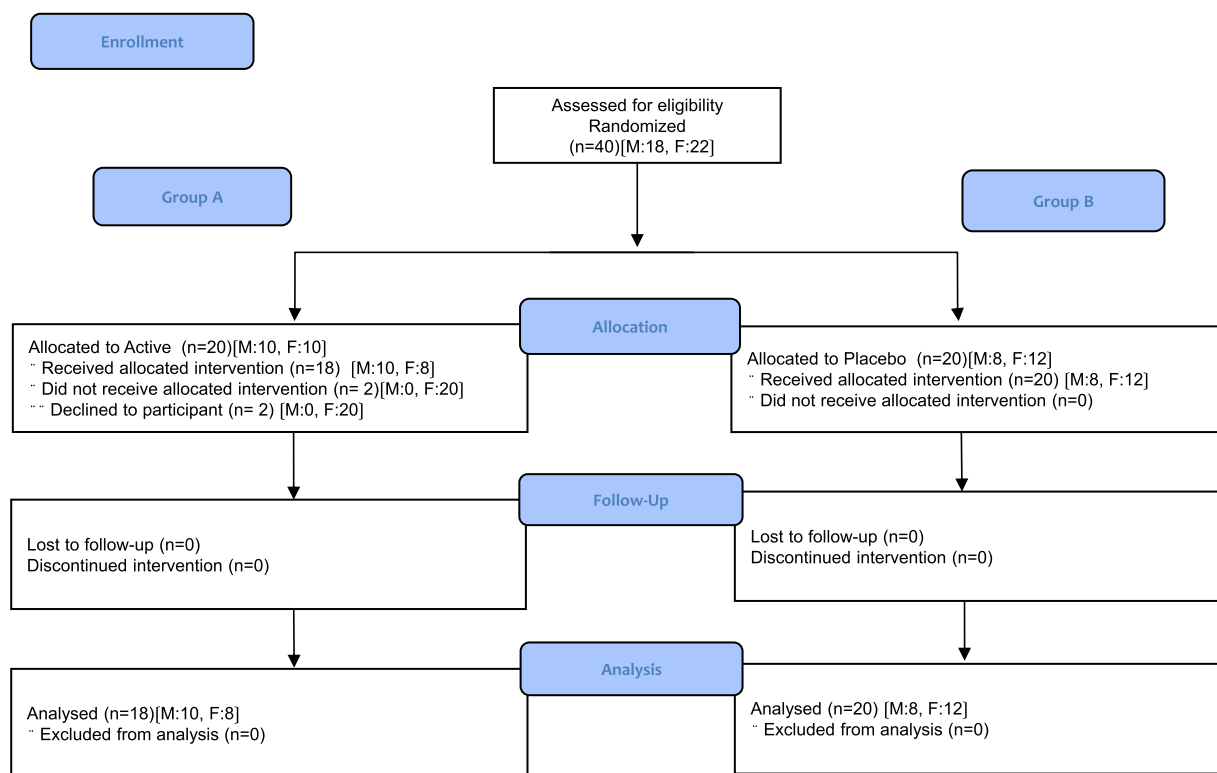 Enrollment
Assessed for eligibility
Randomized
(n=40)[M:18, F:22]
Group A
Group B
Allocation
Allocated to Active (n=20)[M:10, F:10]
¨ Received allocated intervention (n=18) [M:10, F:8]
¨ Did not receive allocated intervention (n= 2)[M:0, F:20]
¨ ¨ Declined to participant (n= 2) [M:0, F:20]
Allocated to Placebo (n=20)[M:8, F:12]
¨ Received allocated intervention (n=20) [M:8, F:12]
¨ Did not receive allocated intervention (n=0)
Follow-Up
Lost to follow-up (n=0)
Discontinued intervention (n=0)
Lost to follow-up (n=0)
Discontinued intervention (n=0)
Analysis
Analysed (n=18)[M:10, F:8]
¨ Excluded from analysis (n=0)
Analysed (n=20) [M:8, F:12]
¨ Excluded from analysis (n=0)